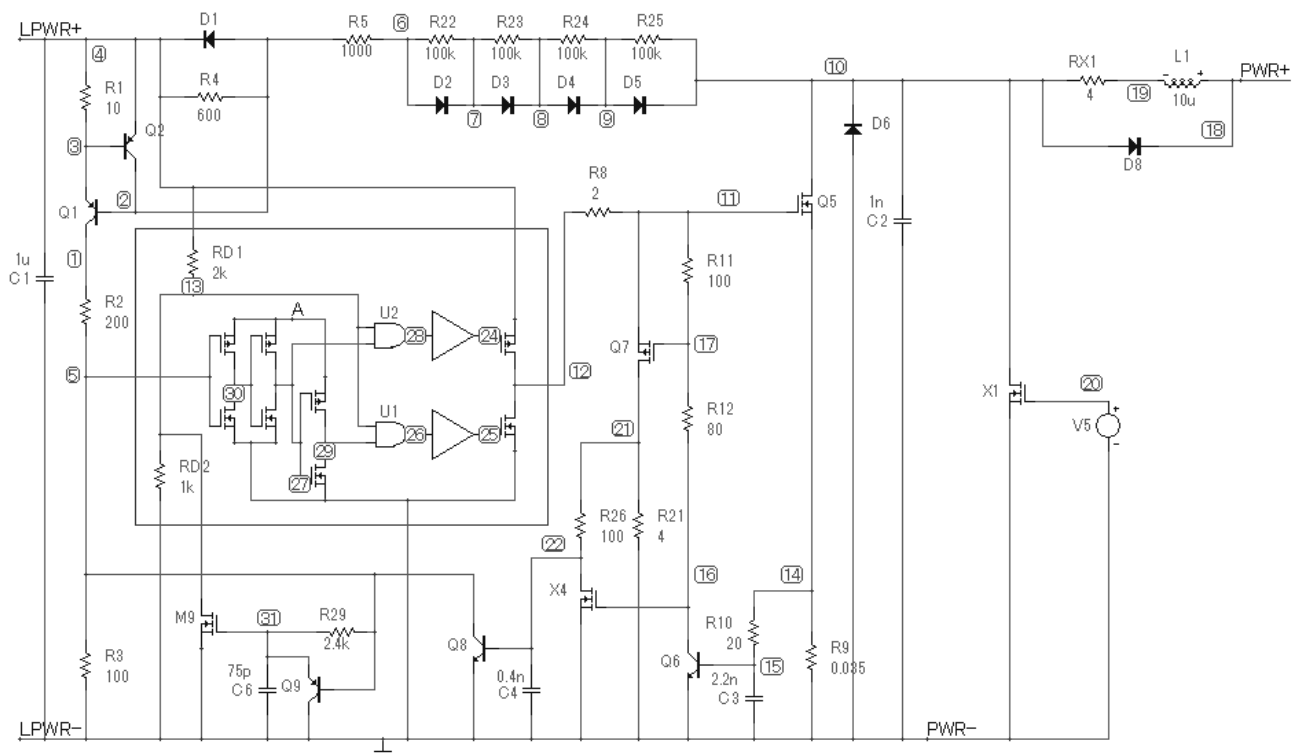 LPWR+
D1
R5
1000
⑥
R22
100k
R23
100k
R24
100k
R25
100k
④
R1
10
R4
600
D2
D3
D4
D5
⑦
⑧
⑨
⑩
RX1
4
⑲
L1
- +
10u
PWR+
⑱
D8
Q2
③
②
Q1
①
1u
C1
R2
200
⑤
RD1
2k
⑬
A
U2
㉘
㉔
㉚
U1
㉖
㉕
㉙
㉗
RD2
1k
R8
2
⑫
⑪
Q5
D6
1n
C2
R11
100
Q7
⑰
R12
80
㉑
X1
⑳
V5
+
-
R26
100
R21
4
㉒
X4
⑯
⑭
M9
㉛
R29
2.4k
Q8
R10
20
R9
0.035
R3
100
75p
C6
Q9
0.4n
C4
Q6
⑮
2.2n
C3
LPWR-
PWR-